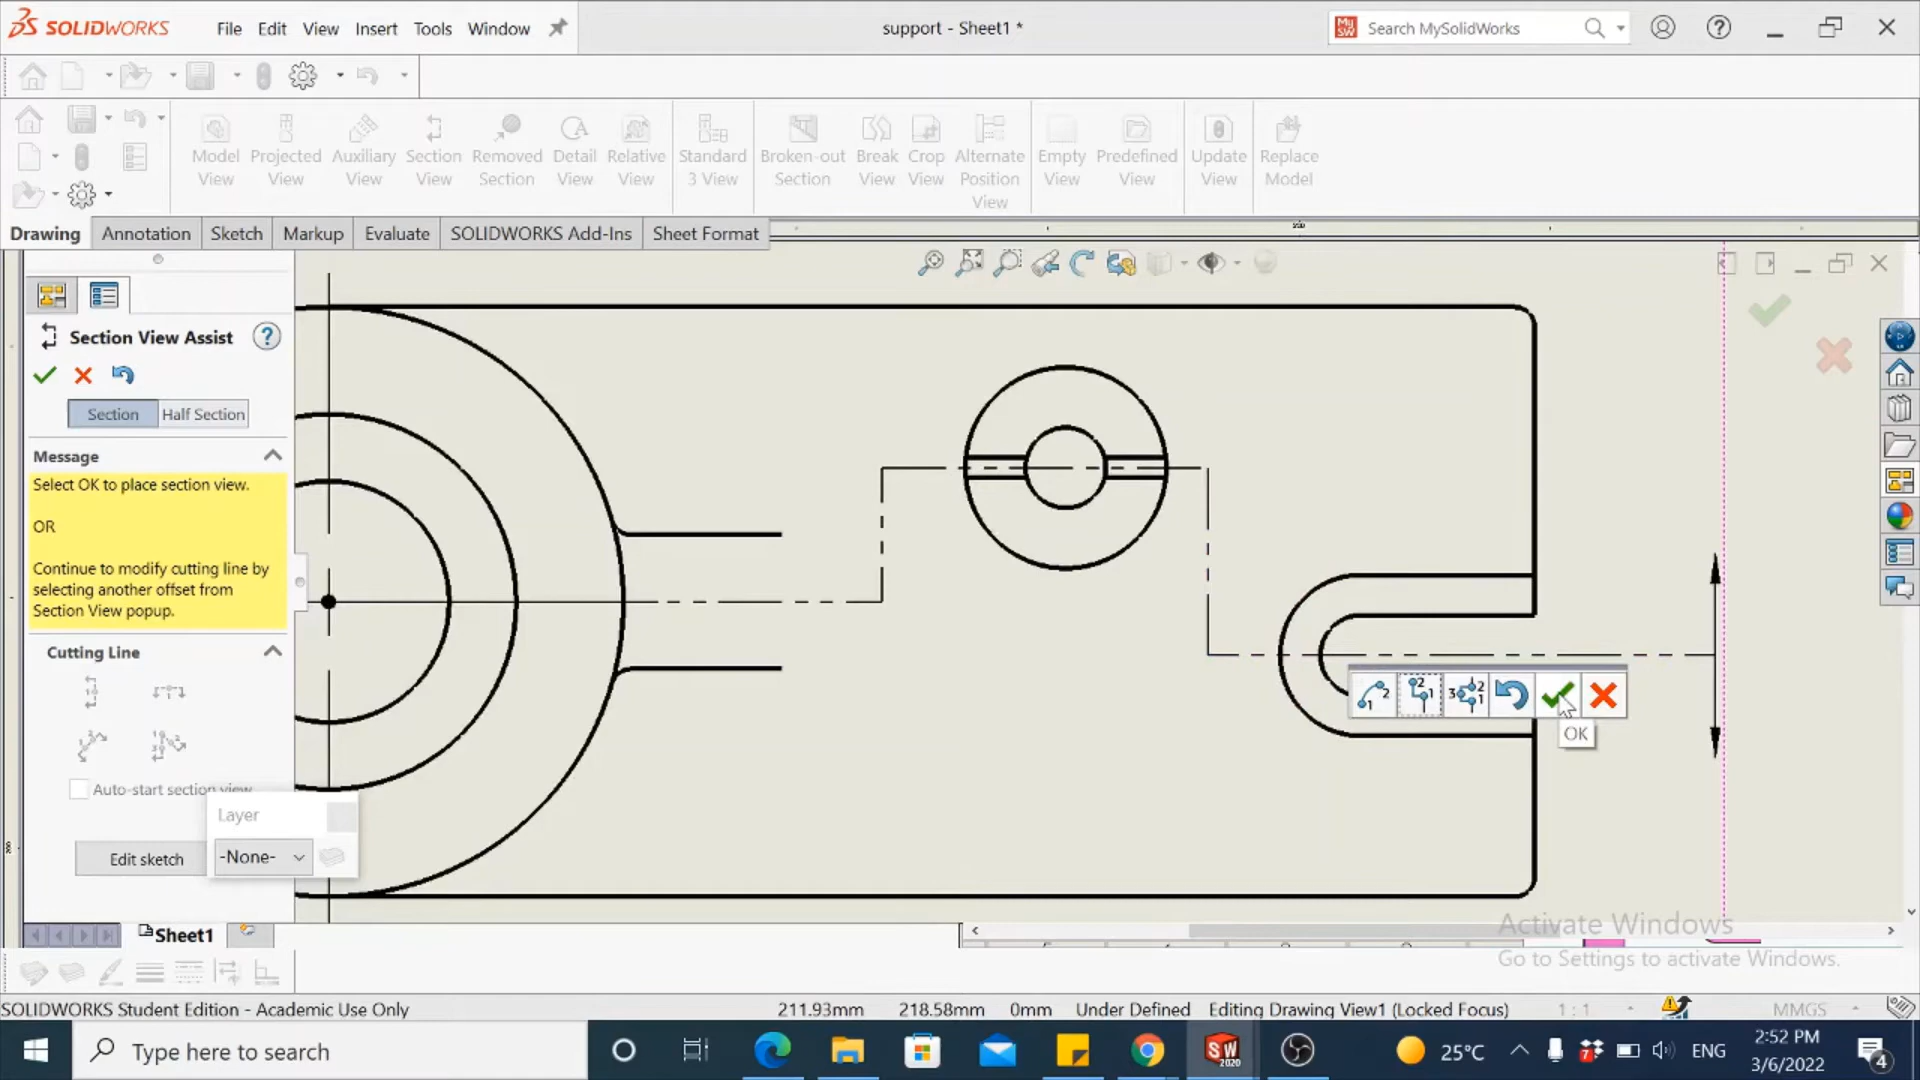 SOLIDWORKS
File Edit View Insert Tools Window
support - Sheet1 *
Search MySolidWorks
Model View
Projected View
Auxiliary View
Section View
Removed Section
Detail View
Relative View
Standard 3 View
Broken-out Section
Break View
Crop View
Alternate Position View
Empty View
Predefined View
Update View
Replace Model
Drawing Annotation Sketch Markup Evaluate SOLIDWORKS Add-Ins Sheet Format
Section View Assist
Section Half Section
Message
Select OK to place section view.
OR
Continue to modify cutting line by
selecting another offset from
Section View popup.
Cutting Line
Auto-start section view
Layer
Edit sketch
-None-
OK
Sheet1
Activate Windows
Go to Settings to activate Windows.
SOLIDWORKS Student Edition - Academic Use Only
211.93mm 218.58mm 0mm Under Defined Editing Drawing View1 (Locked Focus) 1 : 1 MMGS
Type here to search
SW 2020
25°C
ENG
2:52 PM
3/6/2022
4